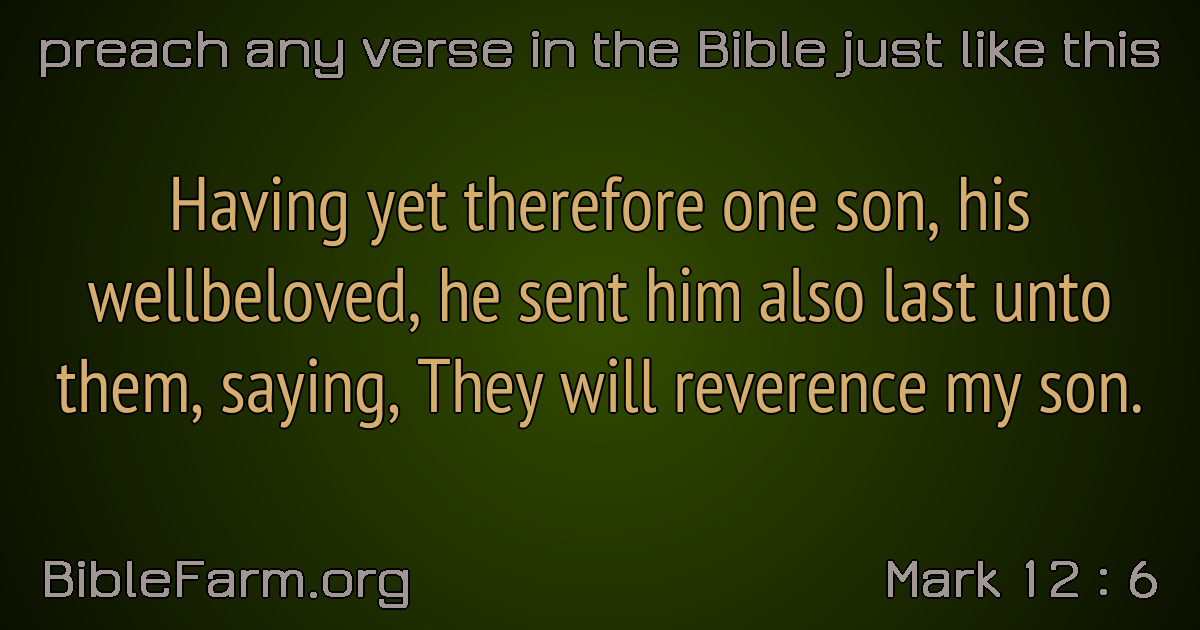 preach any verse in the Bible just like this
Having yet therefore one son, his
wellbeloved, he sent him also last unto
them, saying, They will reverence my son.
BibleFarm.org
Mark 12 : 6